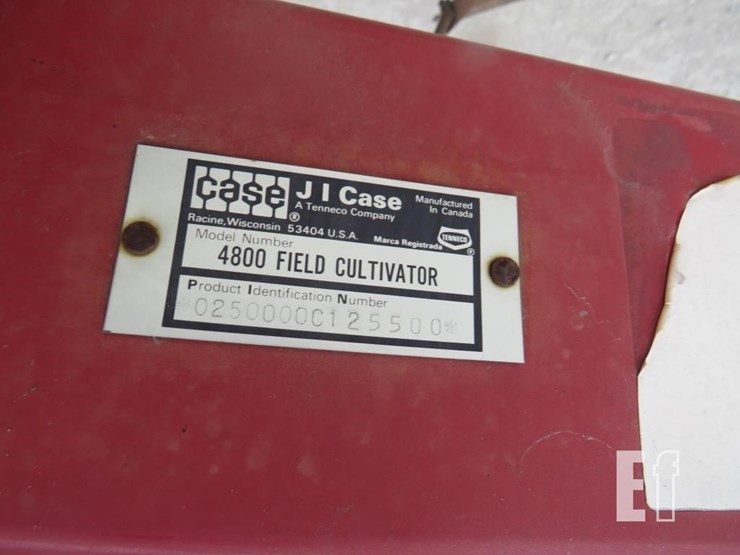 case
®
J I Case
A Tenneco Company
Manufactured
In Canada
Racine, Wisconsin 53404 U.S.A.
Marca Registrada
TENNECO
®
Model Number
4800 FIELD CULTIVATOR
Product Identification Number
*0250000C125500*
Ef